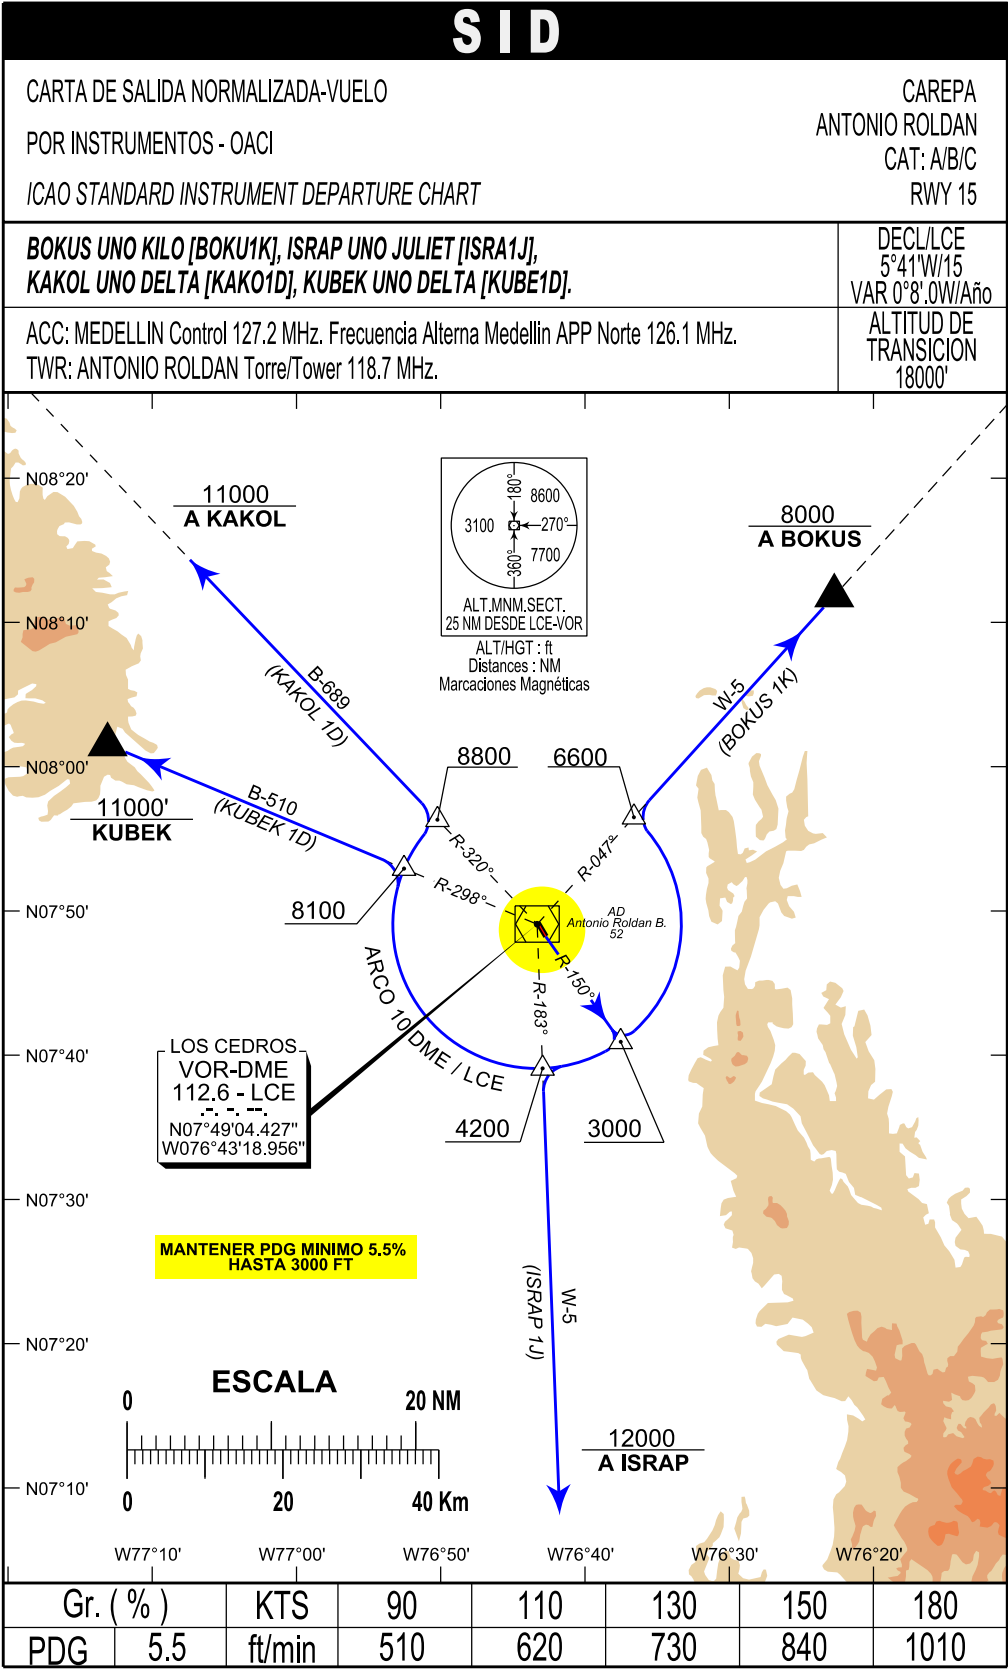 SID
CARTA DE SALIDA NORMALIZADA-VUELO
POR INSTRUMENTOS - OACI
ICAO STANDARD INSTRUMENT DEPARTURE CHART
CAREPA
ANTONIO ROLDAN
CAT: A/B/C
RWY 15
BOKUS UNO KILO [BOKU1K], ISRAP UNO JULIET [ISRA1J],
KAKOL UNO DELTA [KAKO1D], KUBEK UNO DELTA [KUBE1D].
DECL/LCE
5°41'W/15
VAR 0°8'.0W/Año
ACC: MEDELLIN Control 127.2 MHz. Frecuencia Alterna Medellin APP Norte 126.1 MHz.
TWR: ANTONIO ROLDAN Torre/Tower 118.7 MHz.
ALTITUD DE
TRANSICION
18000'
N08°20'
N08°10'
N08°00'
N07°50'
N07°40'
N07°30'
N07°20'
N07°10'
11000
A KAKOL
180°
8600
3100
270°
360°
7700
ALT.MNM.SECT.
25 NM DESDE LCE-VOR
ALT/HGT : ft
Distances : NM
Marcaciones Magnéticas
8000
A BOKUS
B-689
(KAKOL 1D)
W-5
(BOKUS 1K)
8800
6600
11000'
KUBEK
B-510
(KUBEK 1D)
R-320°
R-047°
R-298°
8100
AD
Antonio Roldan B.
52
R-150°
R-183°
ARCO 10 DME / LCE
LOS CEDROS
VOR-DME
112.6 - LCE
.-.. -.-. .
N07°49'04.427"
W076°43'18.956"
4200
3000
MANTENER PDG MINIMO 5.5%
HASTA 3000 FT
W-5
(ISRAP 1J)
ESCALA
0 20 NM
0 20 40 Km
12000
A ISRAP
W77°10' W77°00' W76°50' W76°40' W76°30' W76°20'
Gr. ( % ) KTS 90 110 130 150 180
PDG 5.5 ft/min 510 620 730 840 1010